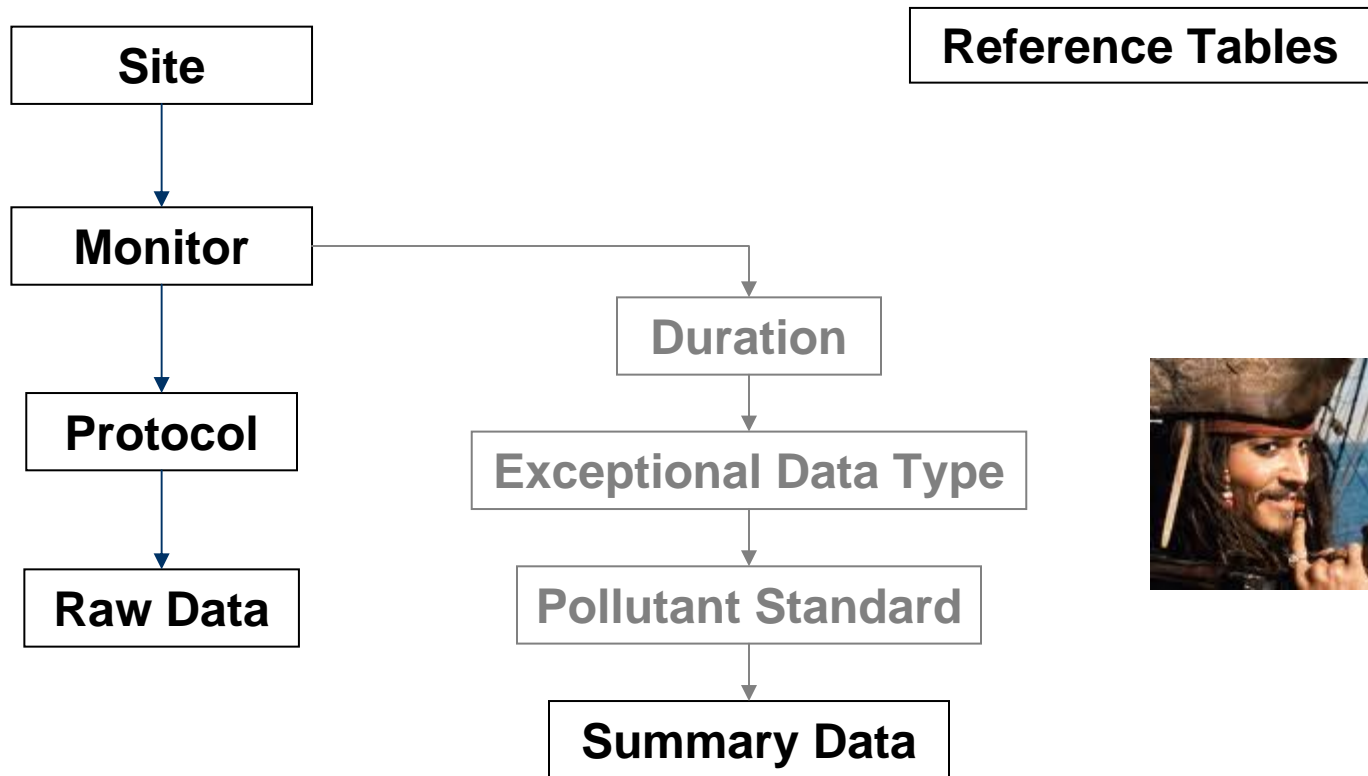 Site
Reference Tables
Monitor
Duration
Protocol
Exceptional Data Type
Raw Data
Pollutant Standard
Summary Data